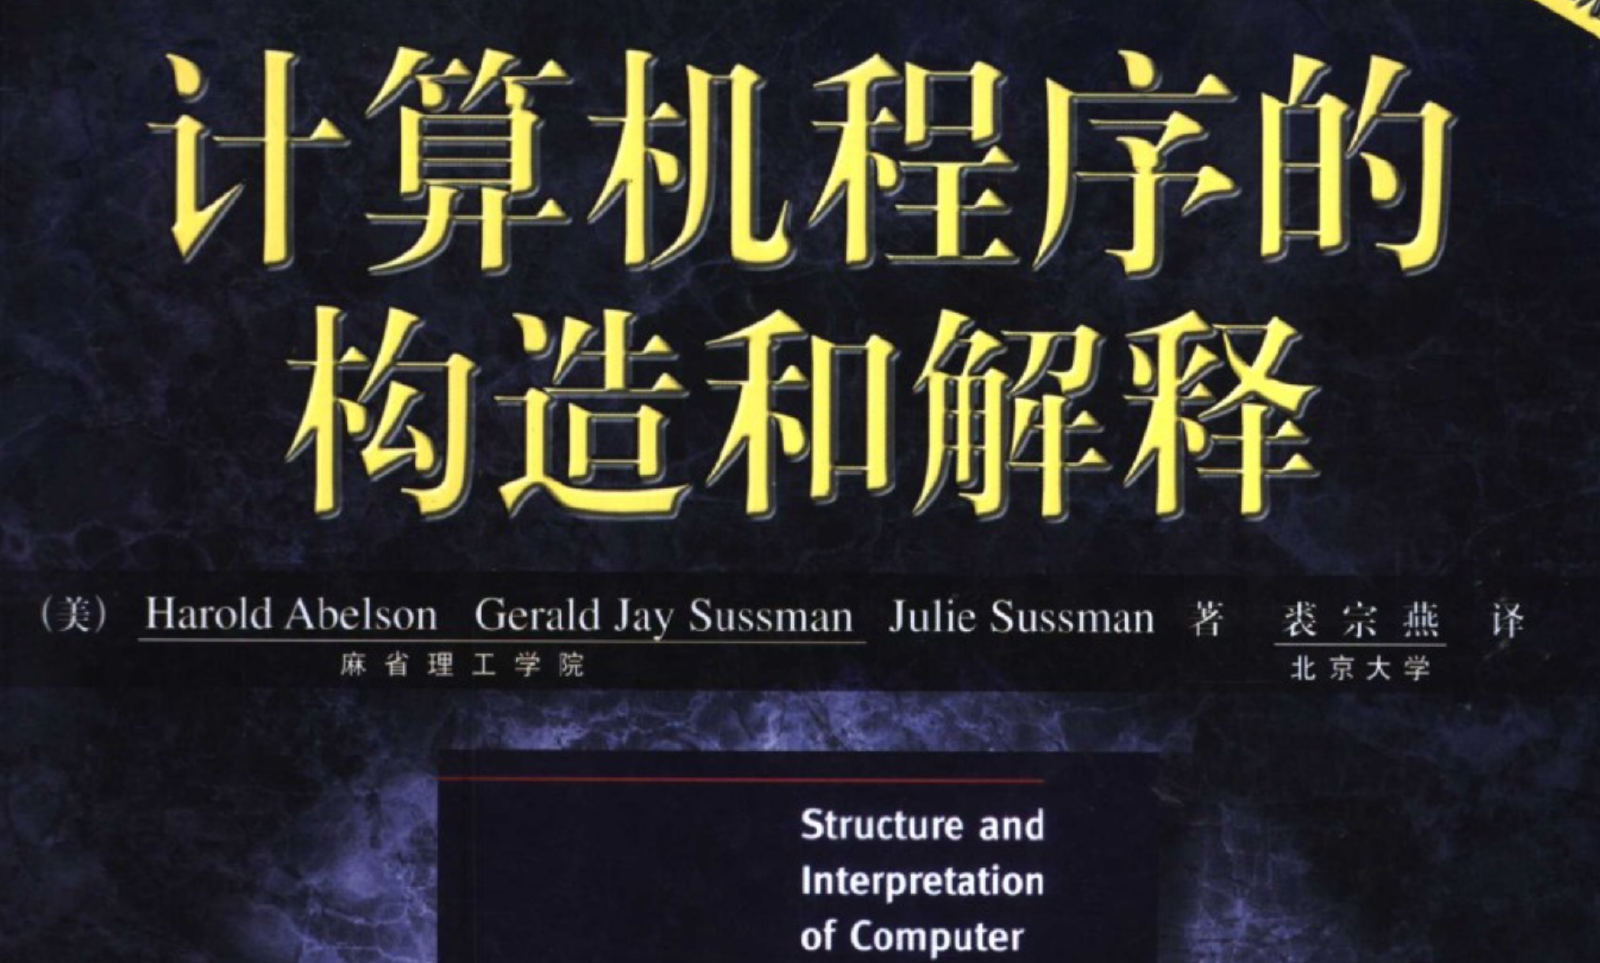 计算机程序的
构造和解释
(美) Harold Abelson Gerald Jay Sussman Julie Sussman 著 裘宗燕 译
麻省理工学院 北京大学
Structure and
Interpretation
of Computer